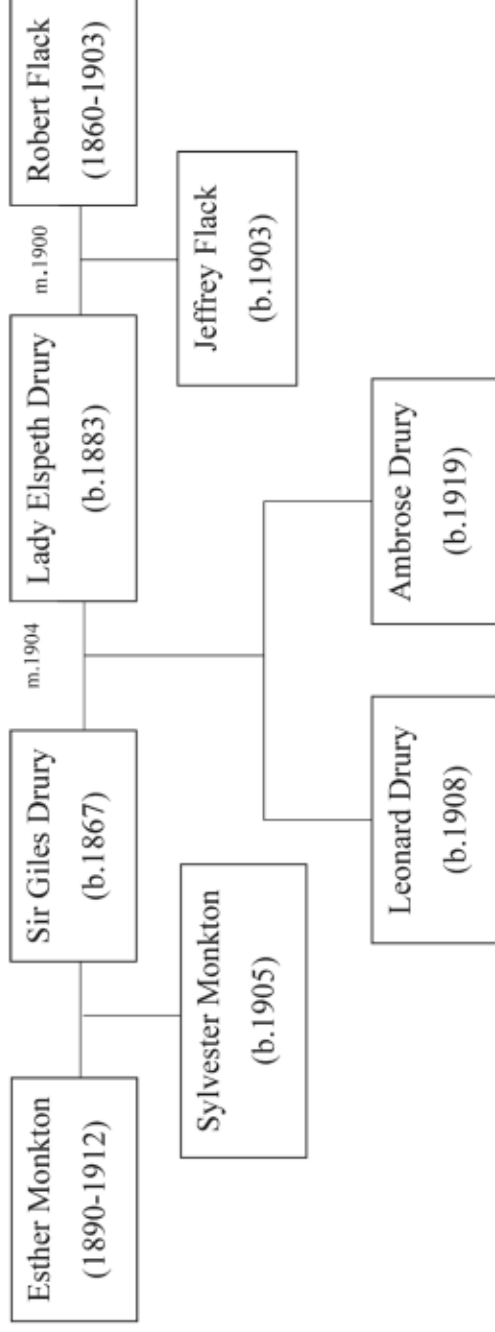 Esther Monkton
(1890-1912)
Sir Giles Drury
(b.1867)
m.1904
Lady Elspeth Drury
(b.1883)
m.1900
Robert Flack
(1860-1903)
Sylvester Monkton
(b.1905)
Jeffrey Flack
(b.1903)
Leonard Drury
(b.1908)
Ambrose Drury
(b.1919)